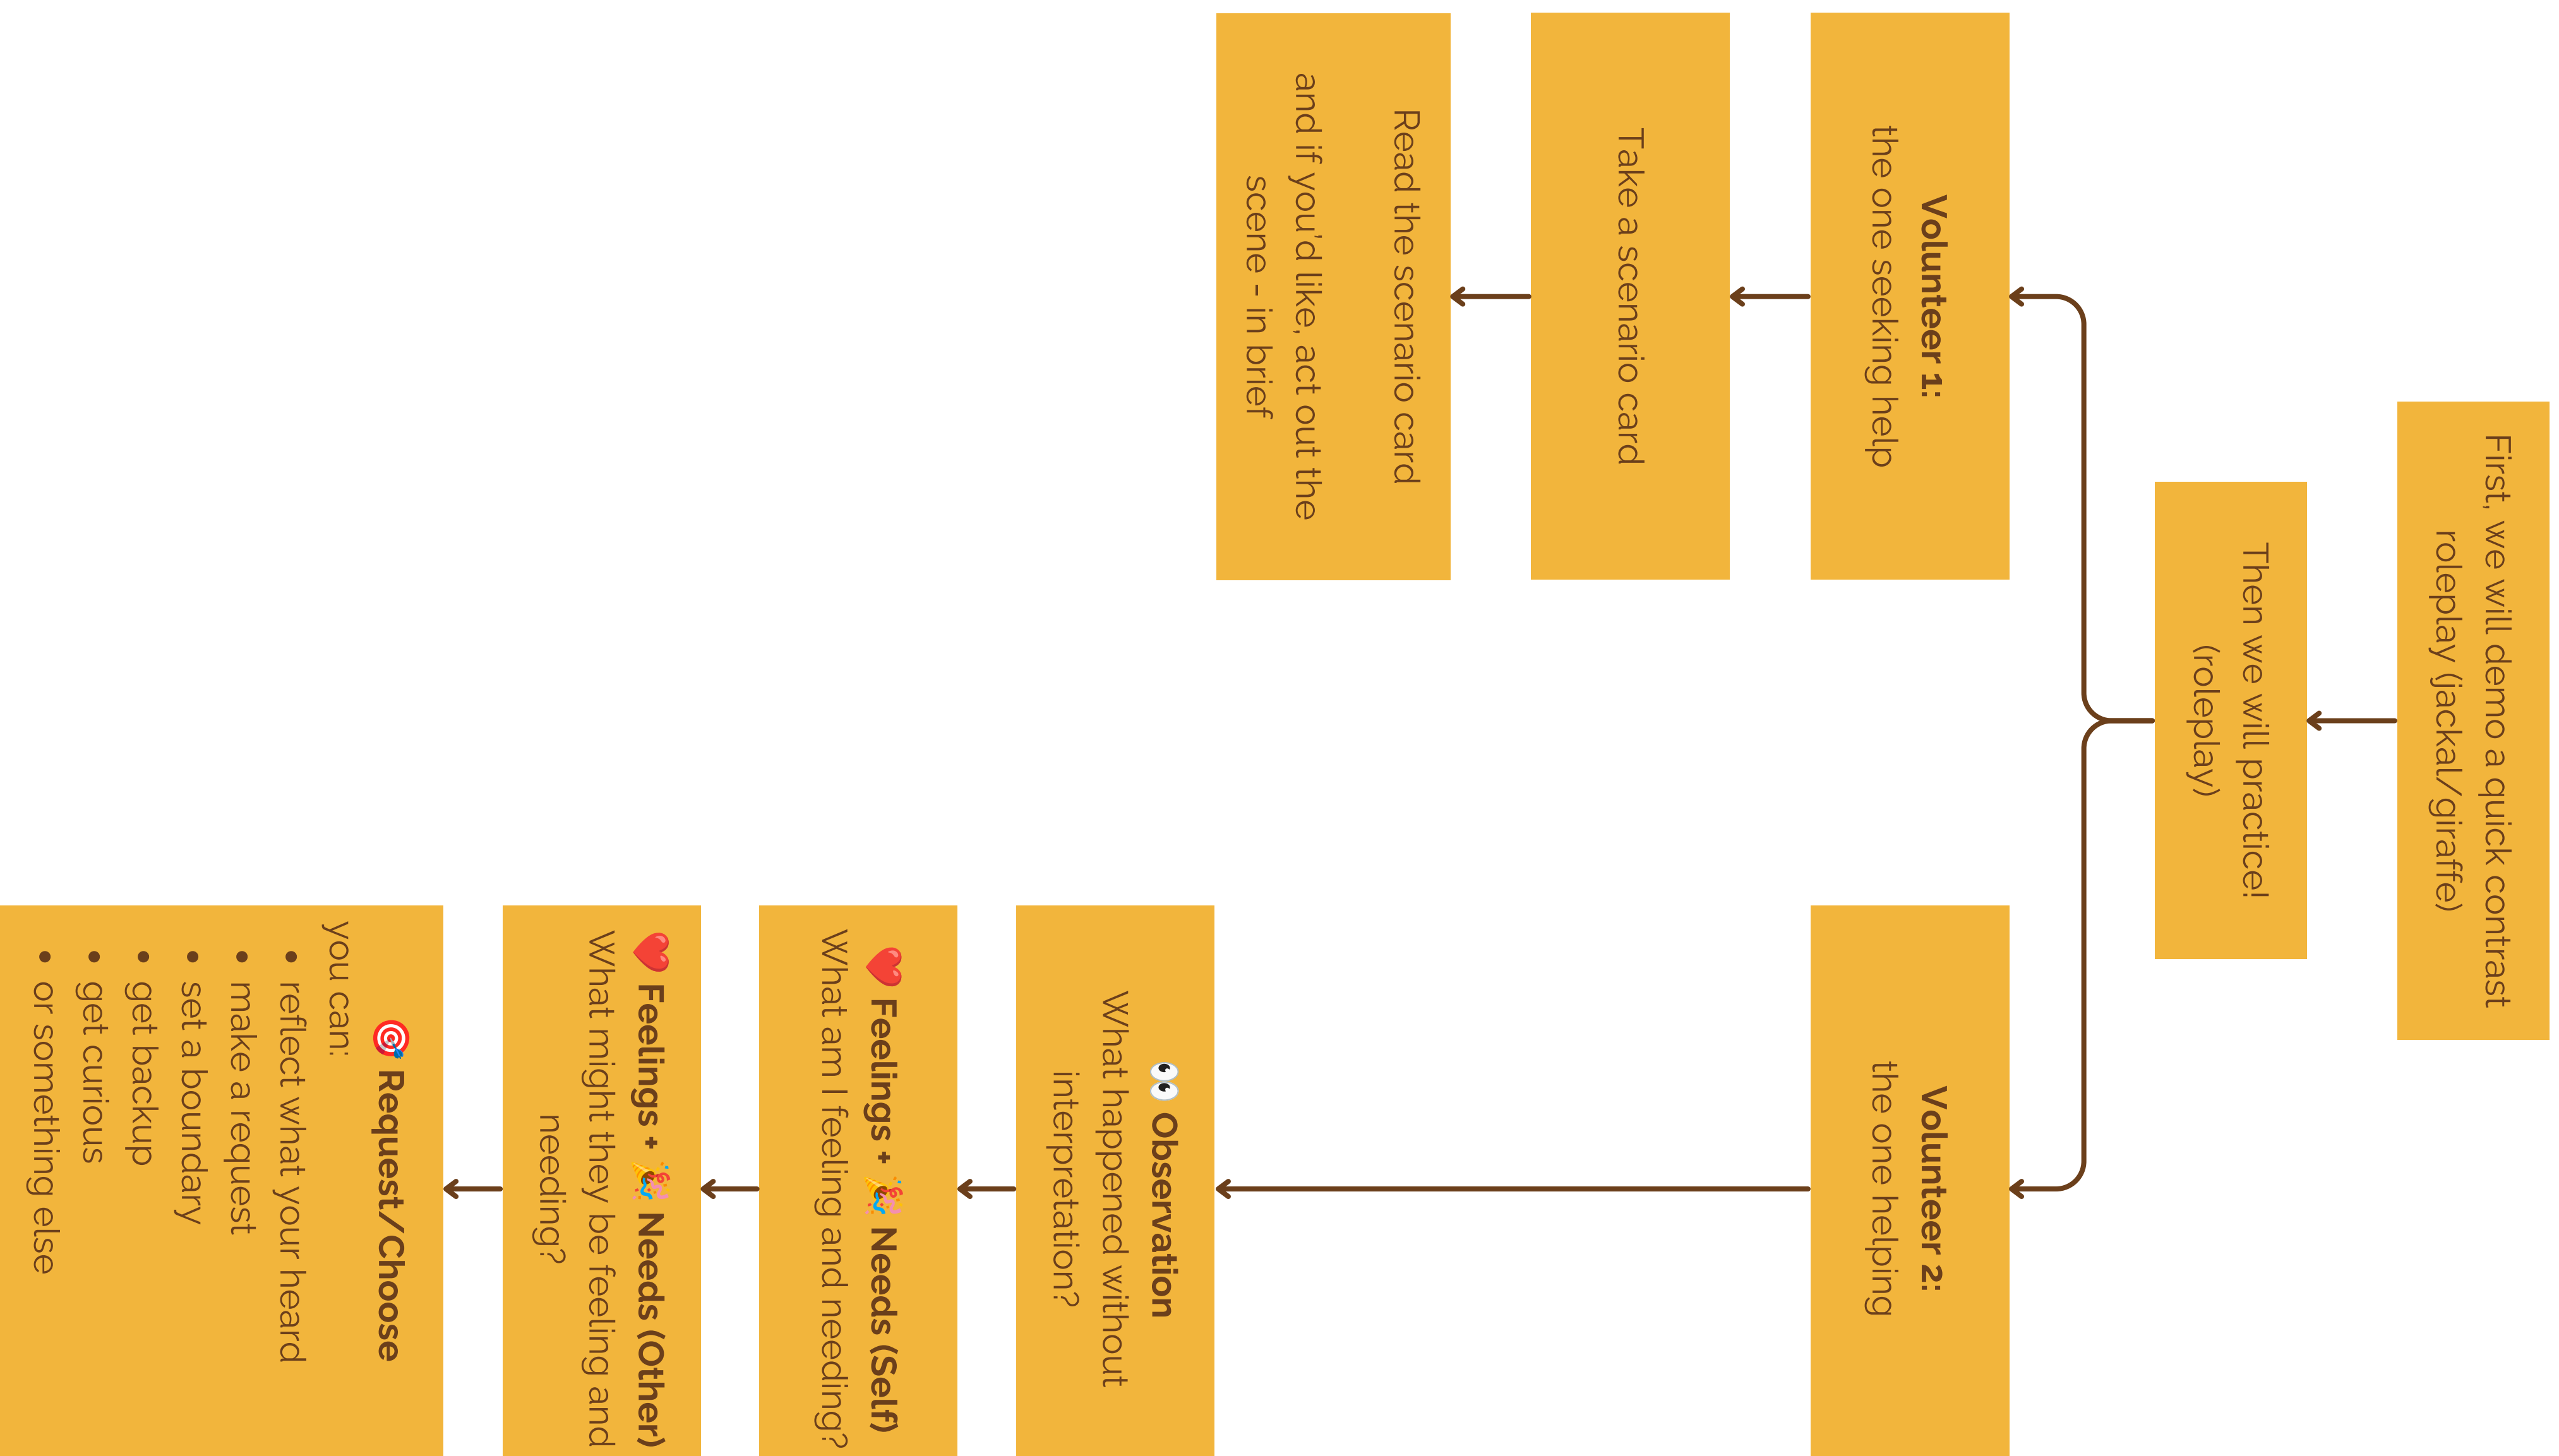 First, we will demo a quick contrast
roleplay (jackal/giraffe)
Then we will practice!
(roleplay)
Volunteer 1:
the one seeking help
Take a scenario card
Read the scenario card
and if you'd like, act out the
scene - in brief
Volunteer 2:
the one helping
👀 Observation
What happened without
interpretation?
❤️ Feelings + 🎉 Needs (Self)
What am I feeling and needing?
❤️ Feelings + 🎉 Needs (Other)
What might they be feeling and
needing?
🎯 Request/Choose
you can:
• reflect what your heard
• make a request
• set a boundary
• get backup
• get curious
• or something else